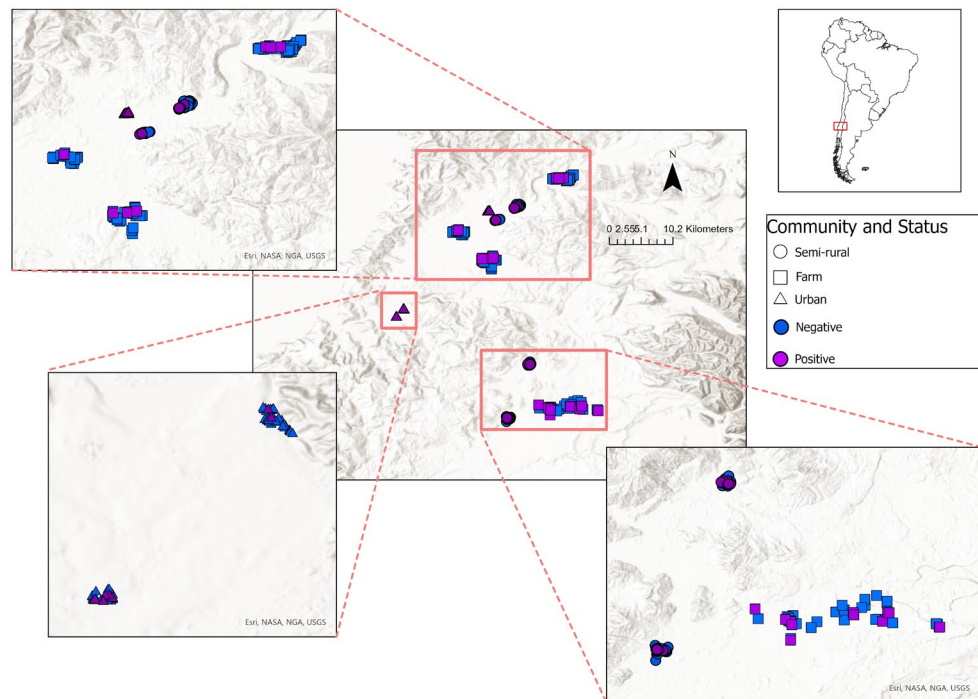 Esri, NASA, NGA, USGS
N
0 2.555.1 10.2 Kilometers
Community and Status
Semi-rural
Farm
Urban
Negative
Positive
Esri, NASA, NGA, USGS
Esri, NASA, NGA, USGS